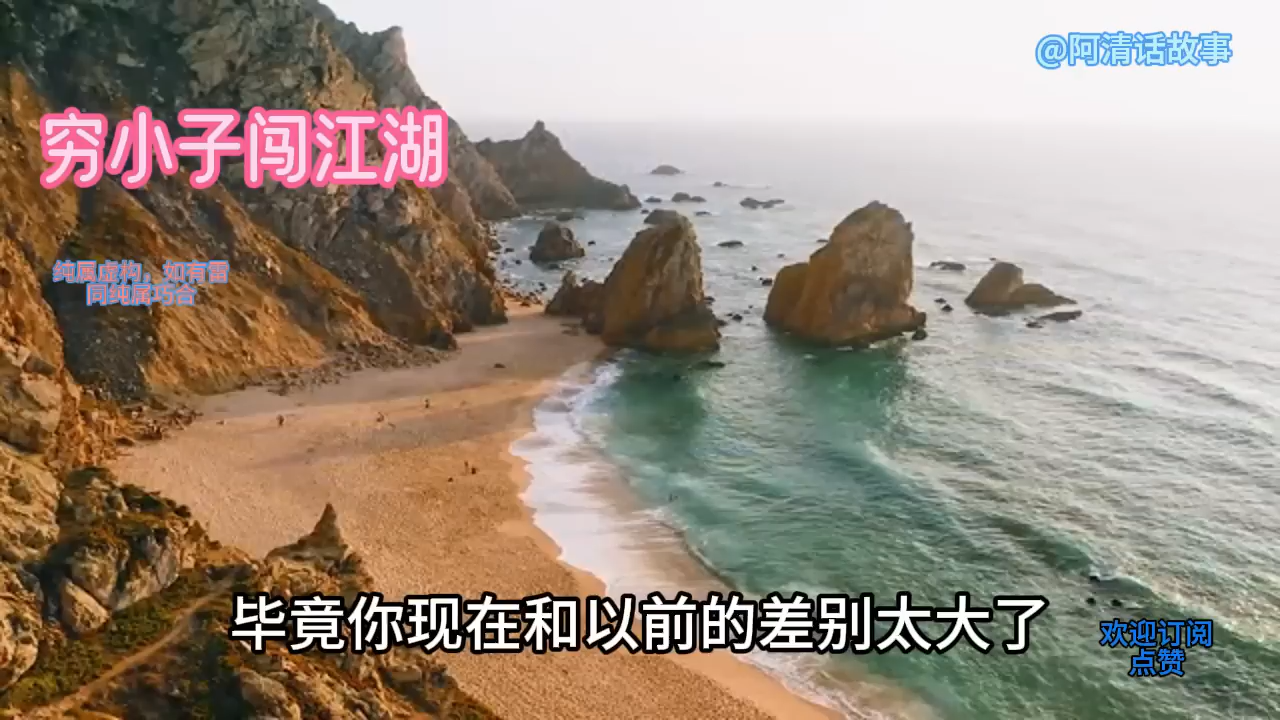 @阿清话故事
穷小子闯江湖
纯属虚构，如有雷
同纯属巧合
毕竟你现在和以前的差别太大了
欢迎订阅
点赞